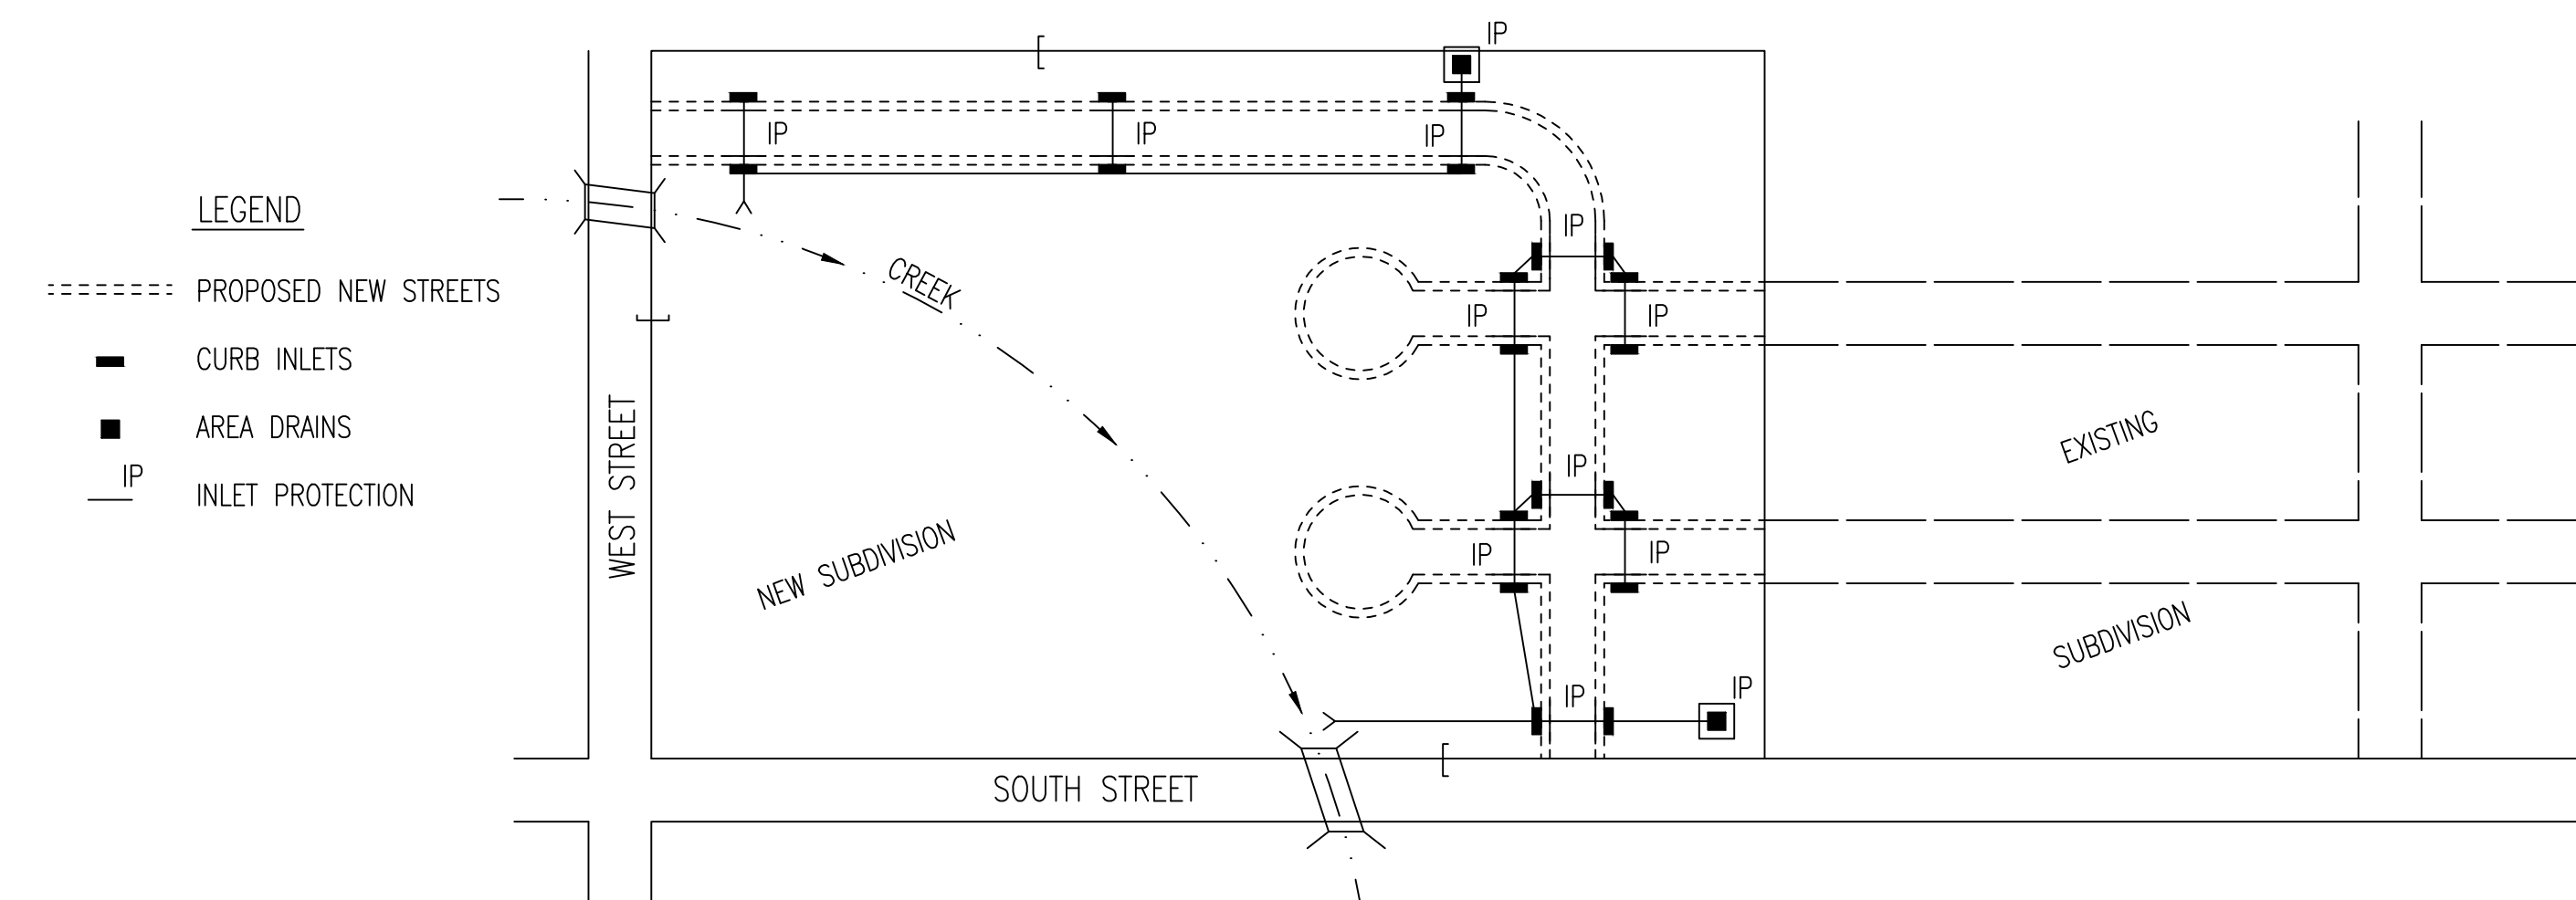 LEGEND
PROPOSED NEW STREETS
CURB INLETS
AREA DRAINS
IP
INLET PROTECTION
WEST STREET
IP
IP
IP
IP
CREEK
IP
IP
IP
NEW SUBDIVISION
IP
IP
IP
IP
IP
SOUTH STREET
EXISTING
SUBDIVISION